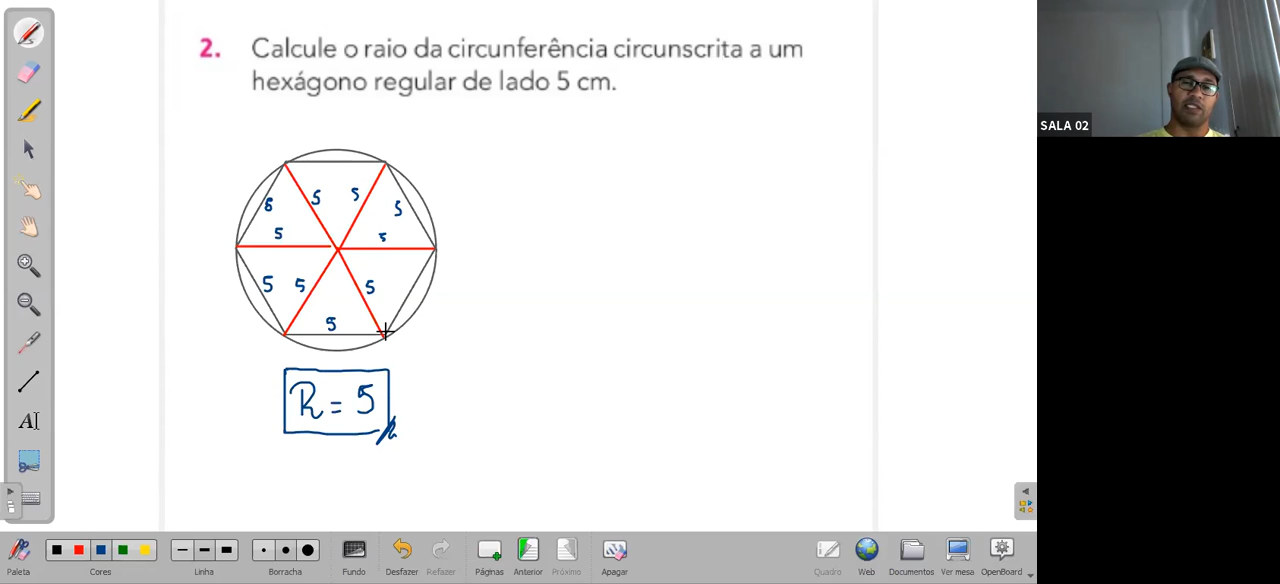 2. Calcule o raio da circunferência circunscrita a um
hexágono regular de lado 5 cm.
SALA 02
5 5 5 5
5 5
5 5 5
5
R = 5
AI
Paleta
Cores
Linha
Borracha
Fundo
Desfazer
Refazer
Páginas
Anterior
Próximo
Apagar
Quadro
Web
Documentos
Ver mesa
OpenBoard